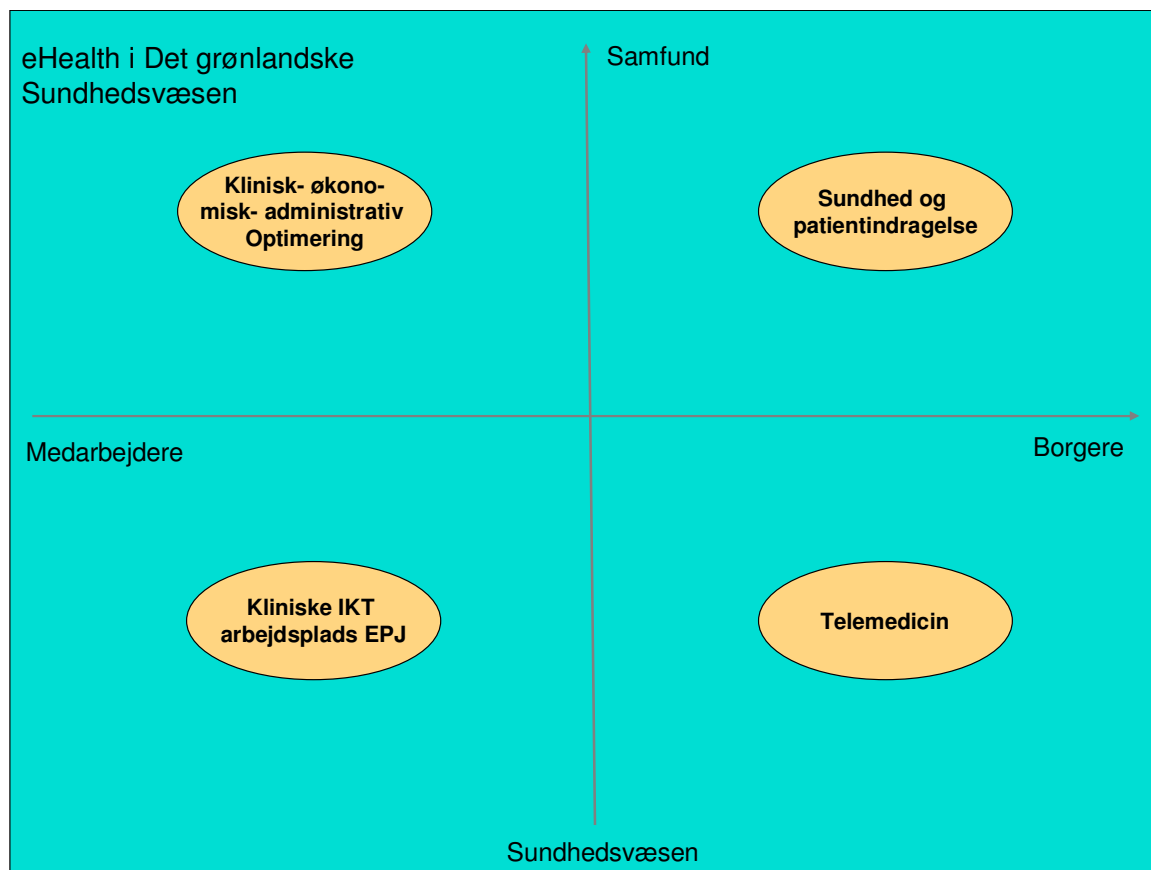 eHealth i Det grønlandske
Sundhedsvæsen
Samfund
Klinisk- økono-
misk- administrativ
Optimering
Sundhed og
patientindragelse
Medarbejdere
Borgere
Kliniske IKT
arbejdsplads EPJ
Telemedicin
Sundhedsvæsen